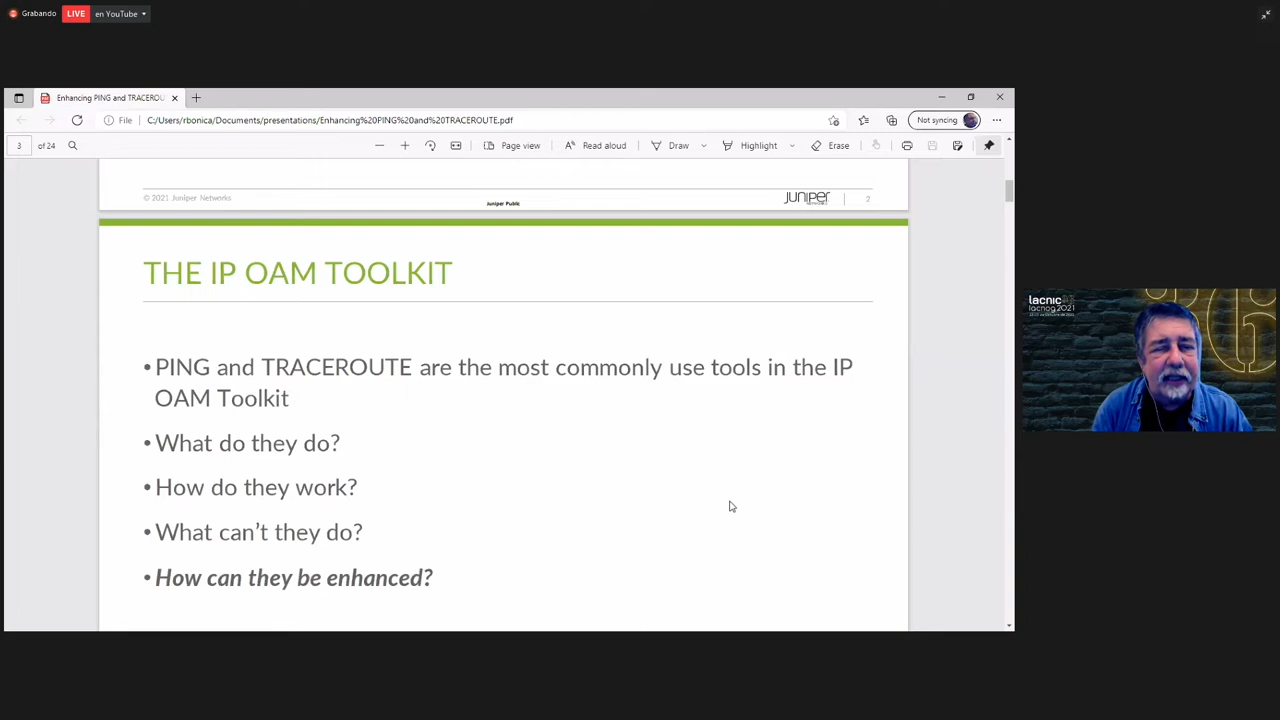 Grabando
LIVE
en YouTube
Enhancing PING and TRACEROU
File
C:/Users/rbonica/Documents/presentations/Enhancing%20PING%20and%20TRACEROUTE.pdf
Not syncing
3
of 24
Page view
Read aloud
Draw
Highlight
Erase
© 2021 Juniper Networks
Juniper Public
JUNIPEr
NETWORKS
2
THE IP OAM TOOLKIT
• PING and TRACEROUTE are the most commonly use tools in the IP
OAM Toolkit
• What do they do?
• How do they work?
• What can’t they do?
• How can they be enhanced?
lacnic
lacnog 2021